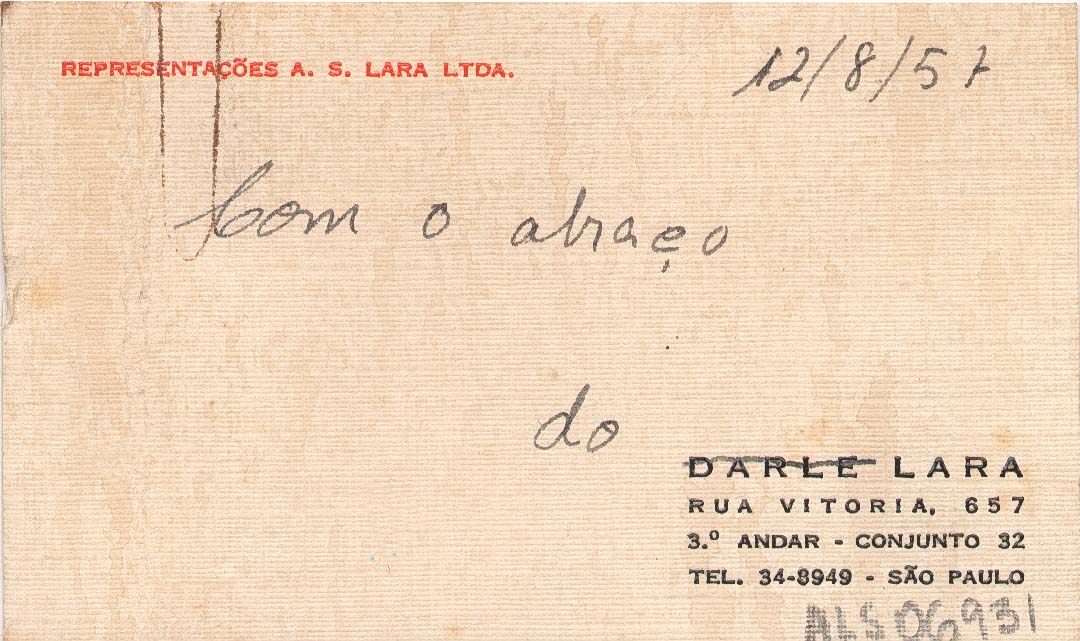 REPRESENTAÇÕES A. S. LARA LTDA.
12/8/57
Com o abraço
do
DARLE LARA
RUA VITORIA, 657
3.º ANDAR - CONJUNTO 32
TEL. 34-8949 - SÃO PAULO
ALS06931